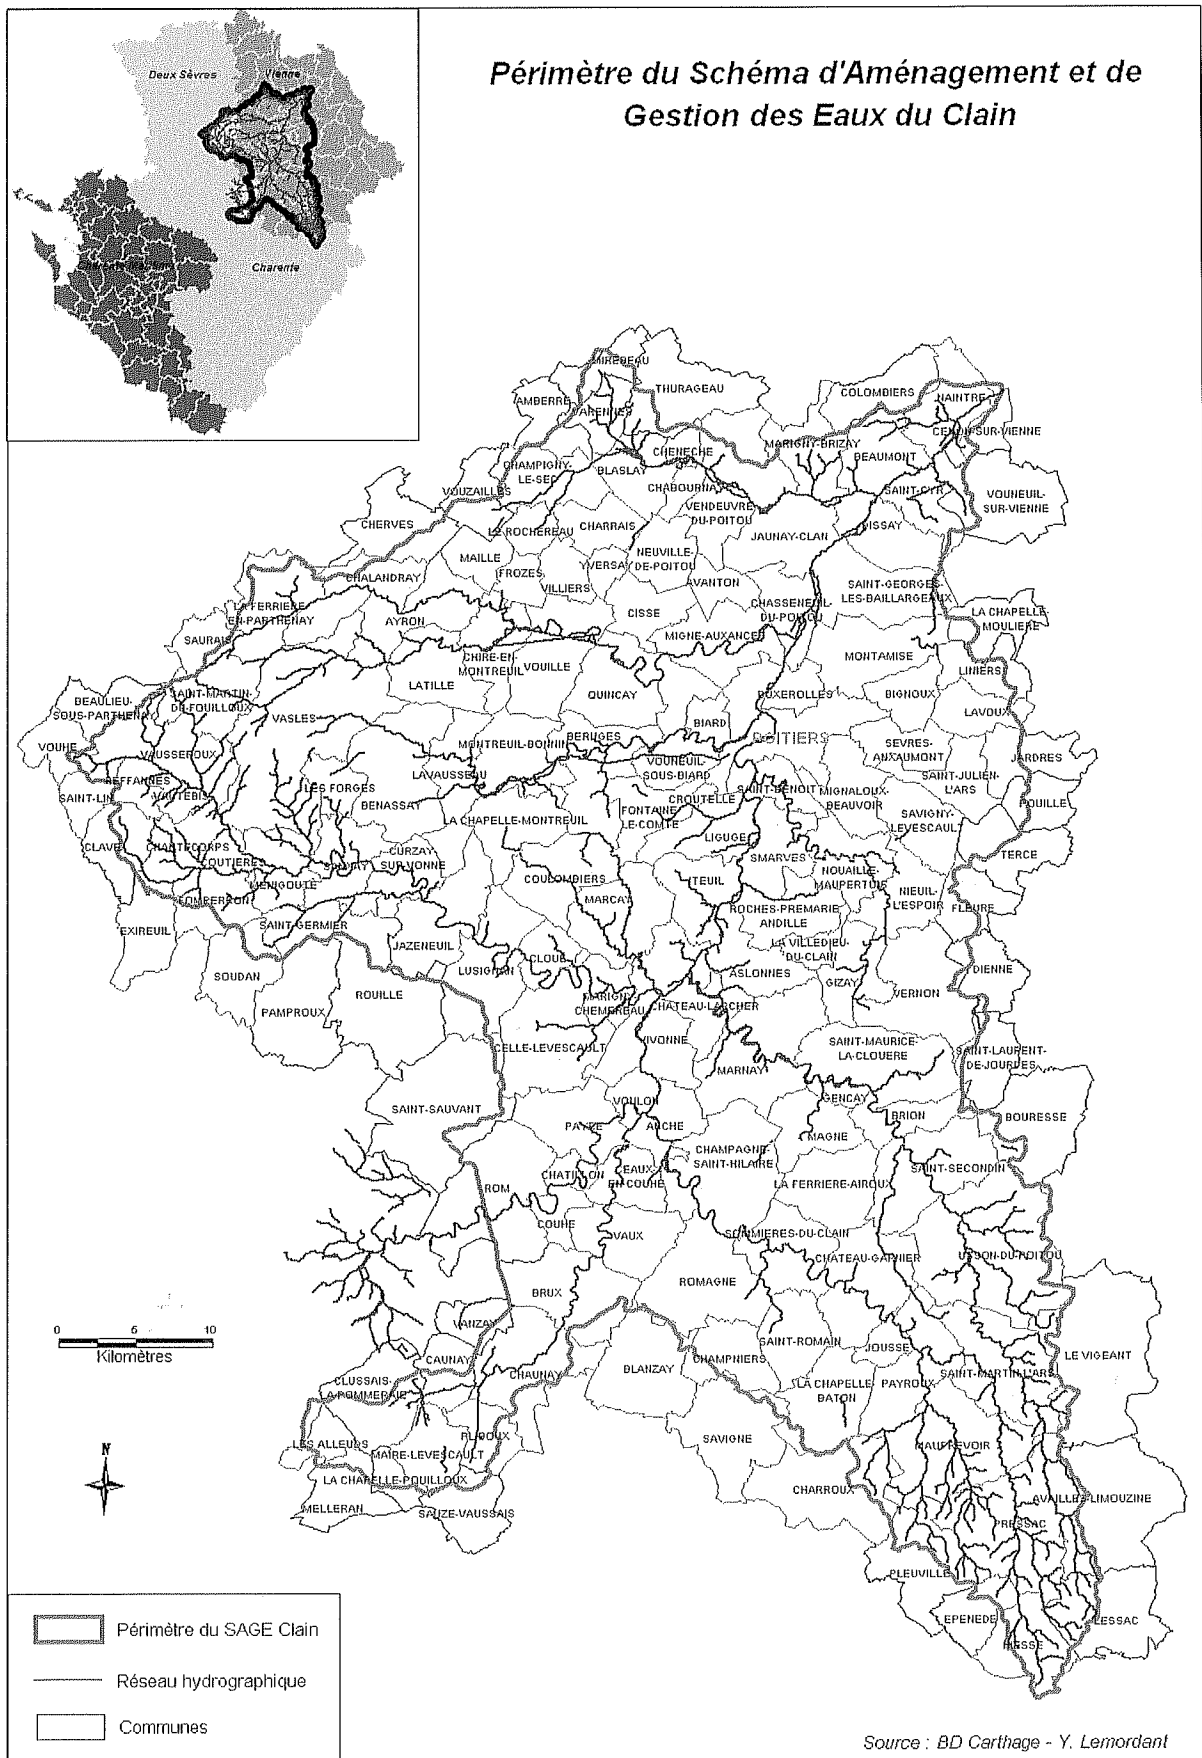 Périmètre du Schéma d'Aménagement et de
Gestion des Eaux du Clain
Deux Sèvres
Vienne
Charente
MIREBEAU
THURAGEAU
AMBERRE
VARENNES
COLOMBIERS
NAINTRE
CENON-SUR-VIENNE
MARIGNY-BRIZAY
BEAUMONT
CHENECHE
BLASLAY
CHAMPIGNY-
LE-SEC
CHABOURNAY
SAINT-CYR
VOUNEUIL-
SUR-VIENNE
VOUZAILLES
VENDEUVRE-
DU-POITOU
CHERVES
LE ROCHEREAU
CHARRAIS
DISSAY
JAUNAY-CLAN
MAILLE
NEUVILLE-
DE-POITOU
YVERSAY
FROZES
VILLIERS
AVANTON
CHALANDRAY
SAINT-GEORGES-
LES-BAILLARGEAUX
CHASSENEUIL-
DU-POITOU
LA FERRIERE-
EN-PARTHENAY
CISSE
LA CHAPELLE-
MOULIERE
AYRON
MIGNE-AUXANCES
SAURAIS
CHIRE-EN-
MONTREUIL
VOUILLE
MONTAMISE
LINIERS
LATILLE
QUINCAY
BUXEROLLES
BIGNOUX
LAVOUX
BEAULIEU-
SOUS-PARTHENAY
SAINT-MARTIN-
DU-FOUILLOUX
VASLES
BIARD
POITIERS
BERUGES
MONTREUIL-BONNIN
VOUHE
VAUSSEROUX
SEVRES-
ANXAUMONT
JARDRES
VOUNEUIL-
SOUS-BIARD
LAVAUSSEAU
SAINT-JULIEN-
L'ARS
REFFANNES
SAINT-LIN
VAUTEBIS
LES FORGES
BENASSAY
CROUTELLE
SAINT-BENOIT
MIGNALOUX-
BEAUVOIR
POUILLE
FONTAINE-
LE-COMTE
LA CHAPELLE-MONTREUIL
SAVIGNY-
LEVESCAULT
LIGUGE
CLAVE
CHANTECORPS
COUTIERES
SANXAY
CURZAY-
SUR-VONNE
SMARVES
TERCE
NOUAILLE-
MAUPERTUIS
MENIGOUTE
COULOMBIERS
ITEUIL
NIEUIL-
L'ESPOIR
FOMPERRON
MARCAY
ROCHES-PREMARIE-
ANDILLE
FLEURE
EXIREUIL
SAINT-GERMIER
JAZENEUIL
LA VILLEDIEU-
DU-CLAIN
CLOUE
LUSIGNAN
ASLONNES
DIENNE
SOUDAN
GIZAY
VERNON
ROUILLE
MARIGNY-
CHEMEREAU
CHATEAU-LARCHER
PAMPROUX
VIVONNE
SAINT-MAURICE-
LA-CLOUERE
CELLE-LEVESCAULT
SAINT-LAURENT-
DE-JOURDES
MARNAY
GENCAY
VOULON
SAINT-SAUVANT
BRION
BOURESSE
PAYRE
ANCHE
MAGNE
CHAMPAGNE-
SAINT-HILAIRE
SAINT-SECONDIN
CHATILLON
CEAUX-
EN-COUHE
LA FERRIERE-AIROUX
ROM
COUHE
VAUX
SOMMIERES-DU-CLAIN
CHATEAU-GARNIER
USSON-DU-POITOU
ROMAGNE
BRUX
VANZAY
SAINT-ROMAIN
JOUSSE
LE VIGEANT
CAUNAY
CHAMPNIERS
BLANZAY
CHAUNAY
SAINT-MARTIN-L'ARS
CLUSSAIS-
LA-POMMERAIE
LA CHAPELLE-
BATON
PAYROUX
PLIBOUX
SAVIGNE
LES ALLEUDS
MAIRE-LEVESCAULT
MAUPREVOIR
LA CHAPELLE-POUILLOUX
CHARROUX
AVAILLES-LIMOUZINE
MELLERAN
SAUZE-VAUSSAIS
PRESSAC
PLEUVILLE
EPENEDE
LESSAC
HIESSE
0 5 10
Kilomètres
N
Périmètre du SAGE Clain
Réseau hydrographique
Communes
Source : BD Carthage - Y. Lemordant